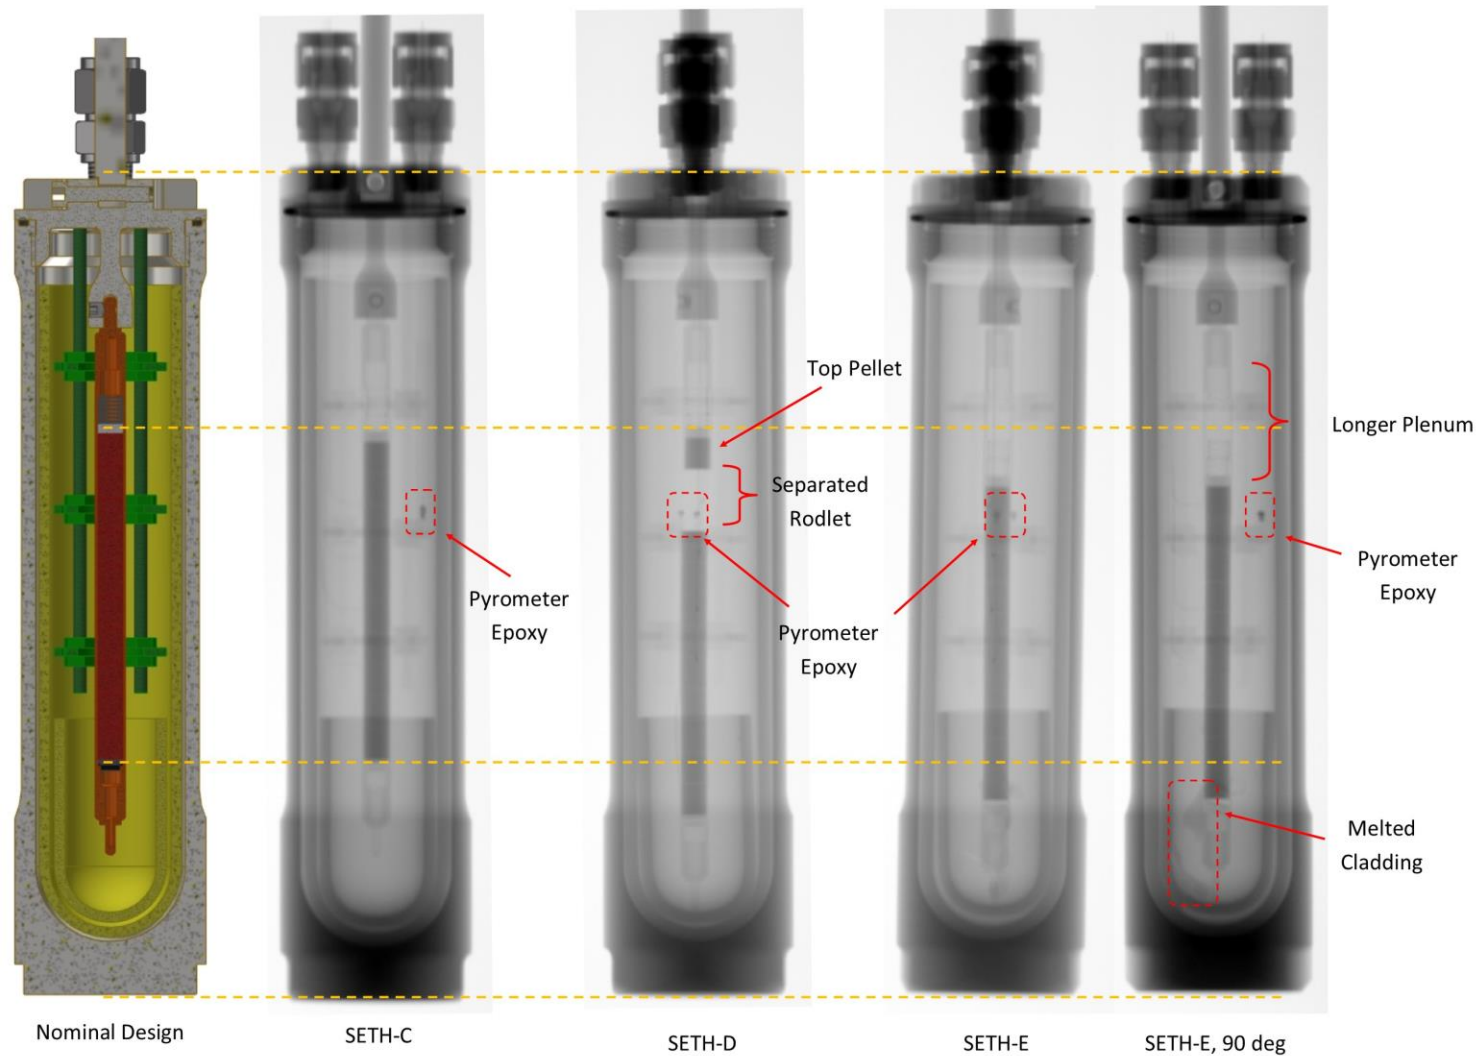 Top Pellet
Longer Plenum
Separated
Rodlet
Pyrometer
Epoxy
Pyrometer
Epoxy
Pyrometer
Epoxy
Melted
Cladding
Nominal Design
SETH-C
SETH-D
SETH-E
SETH-E, 90 deg